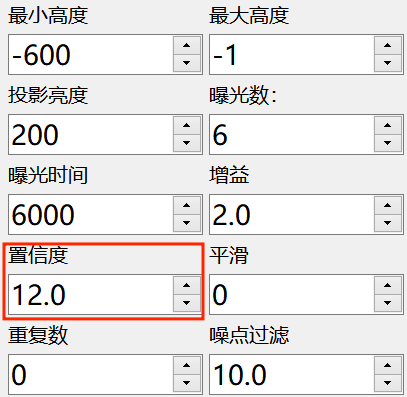 最小高度 最大高度
-600 -1
投影亮度 曝光数:
200 6
曝光时间 增益
6000 2.0
置信度 平滑
12.0 0
重复数 噪点过滤
0 10.0